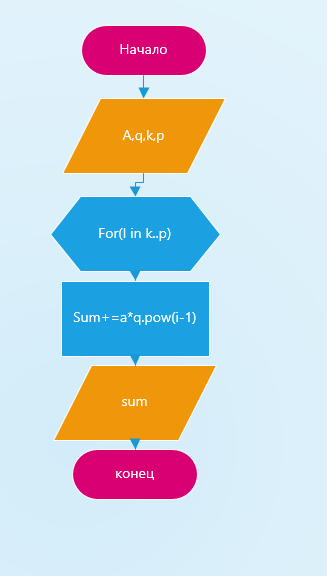 Начало
A,q,k,p
For(I in k..p)
Sum+=a*q.pow(i-1)
sum
конец